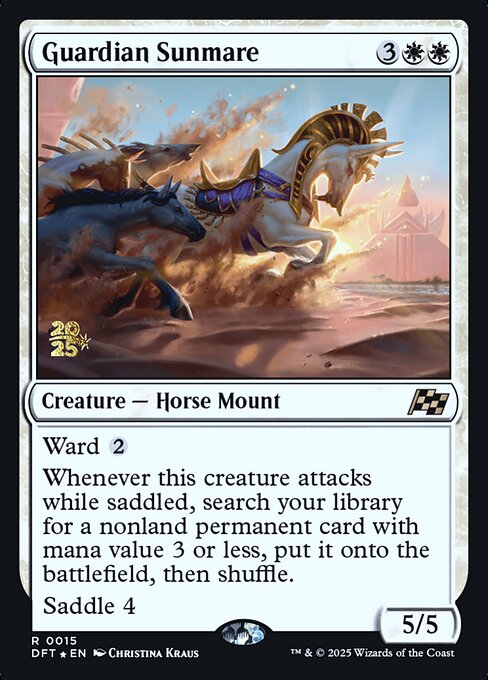 Guardian Sunmare 3
20
25
Creature — Horse Mount
Ward 2
Whenever this creature attacks
while saddled, search your library
for a nonland permanent card with
mana value 3 or less, put it onto the
battlefield, then shuffle.
Saddle 4
5/5
R 0015
DFT ★ EN Christina Kraus
™ & © 2025 Wizards of the Coast